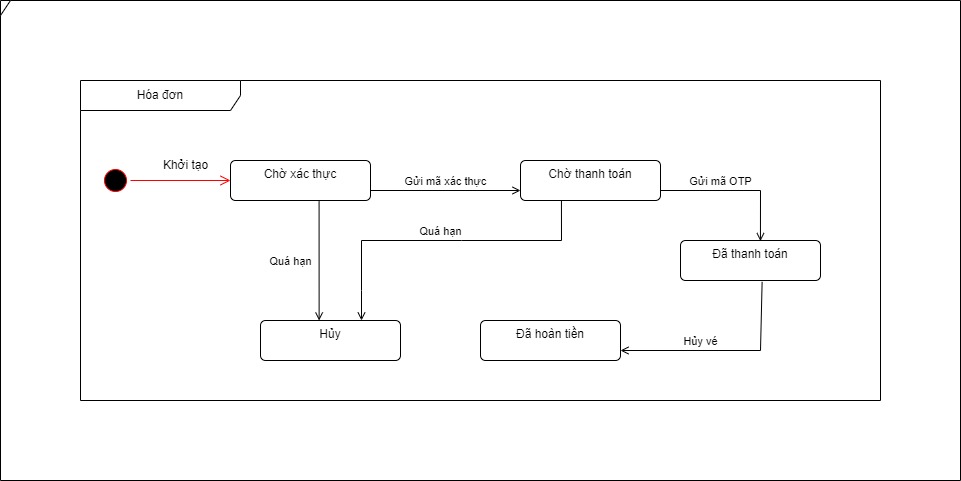 Hóa đơn
Khởi tạo
Chờ xác thực
Gửi mã xác thực
Chờ thanh toán
Gửi mã OTP
Quá hạn
Đã thanh toán
Quá hạn
Hủy
Đã hoàn tiền
Hủy vé